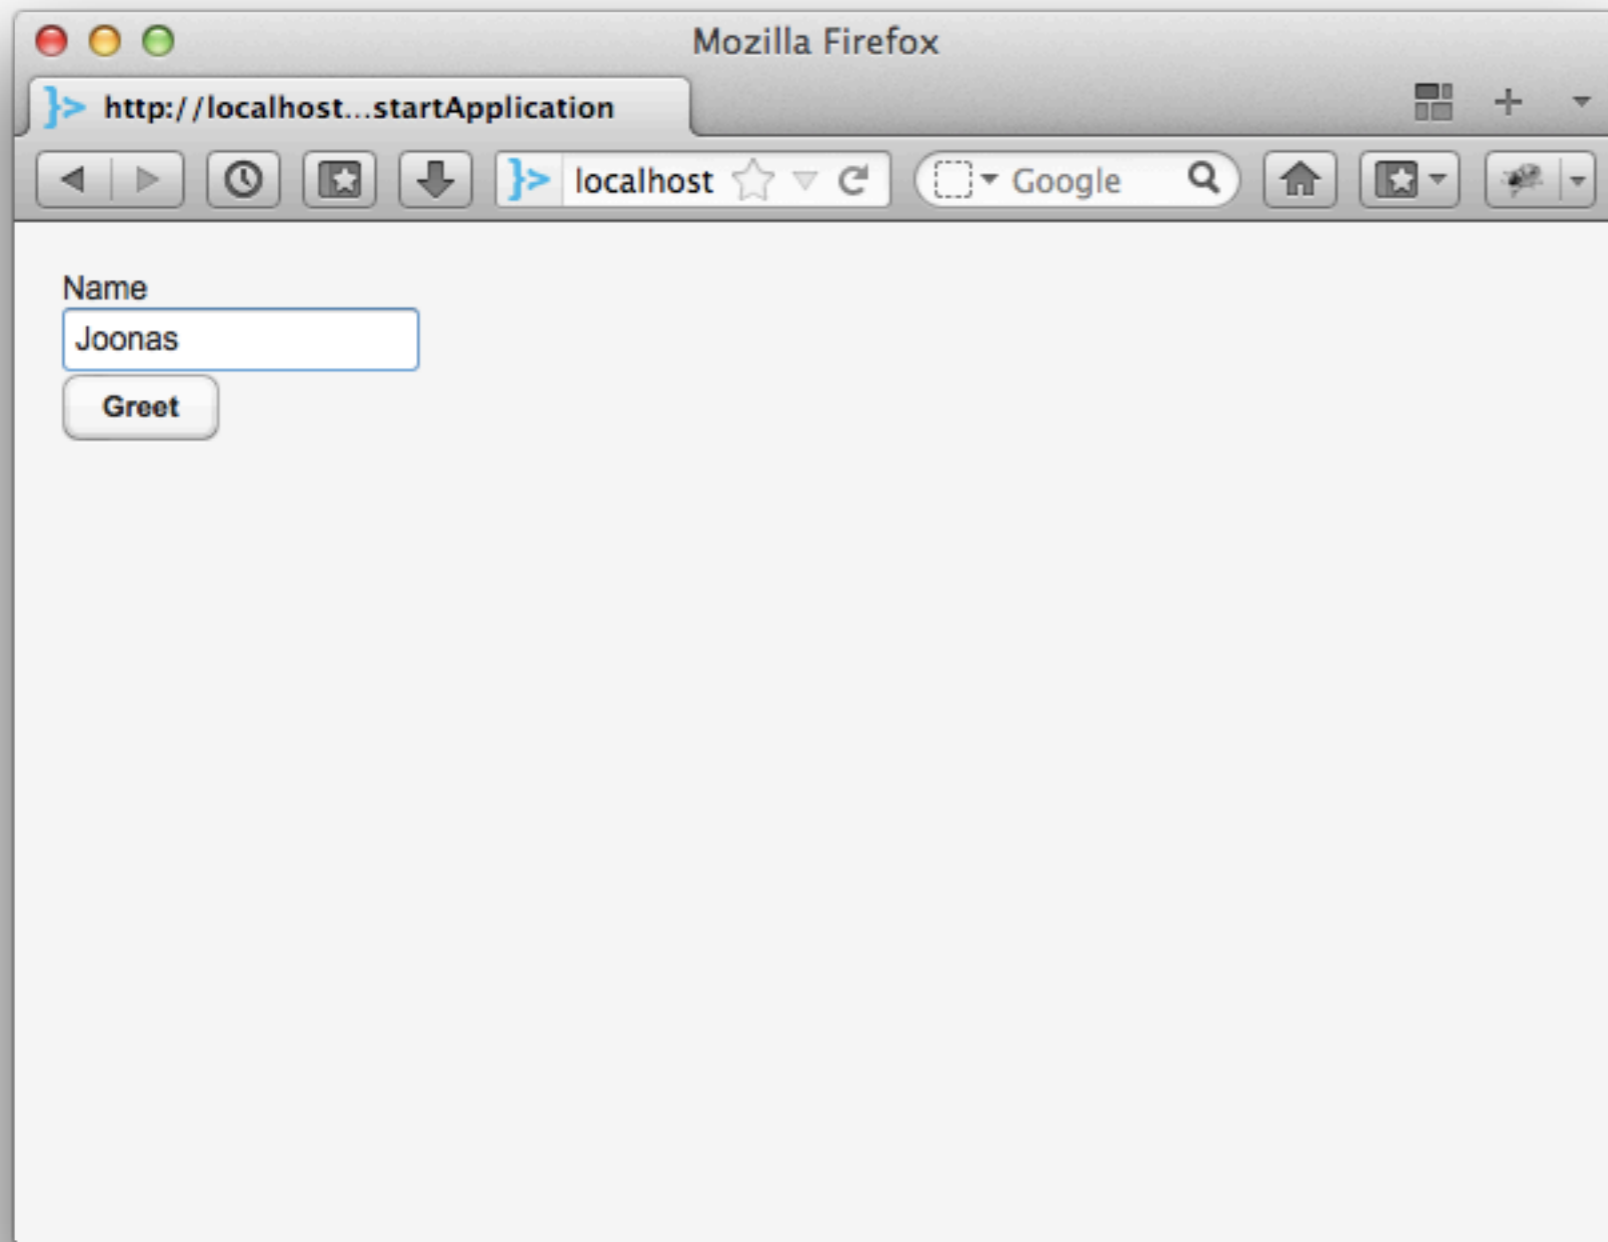 Mozilla Firefox
}> http://localhost...startApplication
}> localhost
Google
Name
Joonas
Greet